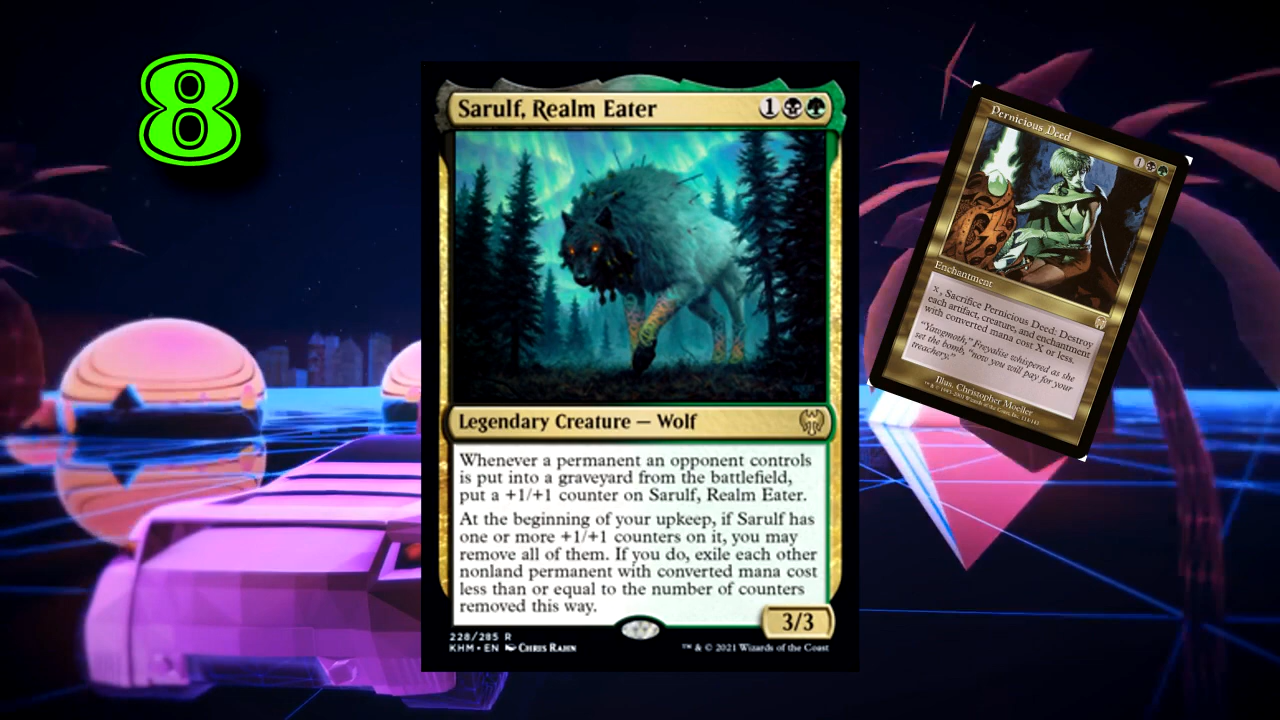 8
Sarulf, Realm Eater
1
Legendary Creature — Wolf
Whenever a permanent an opponent controls
is put into a graveyard from the battlefield,
put a +1/+1 counter on Sarulf, Realm Eater.
At the beginning of your upkeep, if Sarulf has
one or more +1/+1 counters on it, you may
remove all of them. If you do, exile each other
nonland permanent with converted mana cost
less than or equal to the number of counters
removed this way.
3/3
228/285 R
KHM • EN Chris Rahn
™ & © 2021 Wizards of the Coast
Pernicious Deed
1
Enchantment
X, Sacrifice Pernicious Deed: Destroy
each artifact, creature, and enchantment
with converted mana cost X or less.
"Yawgmoth," Freyalise whispered as she
set the bomb, "now you will pay for your
treachery."
Illus. Christopher Moeller